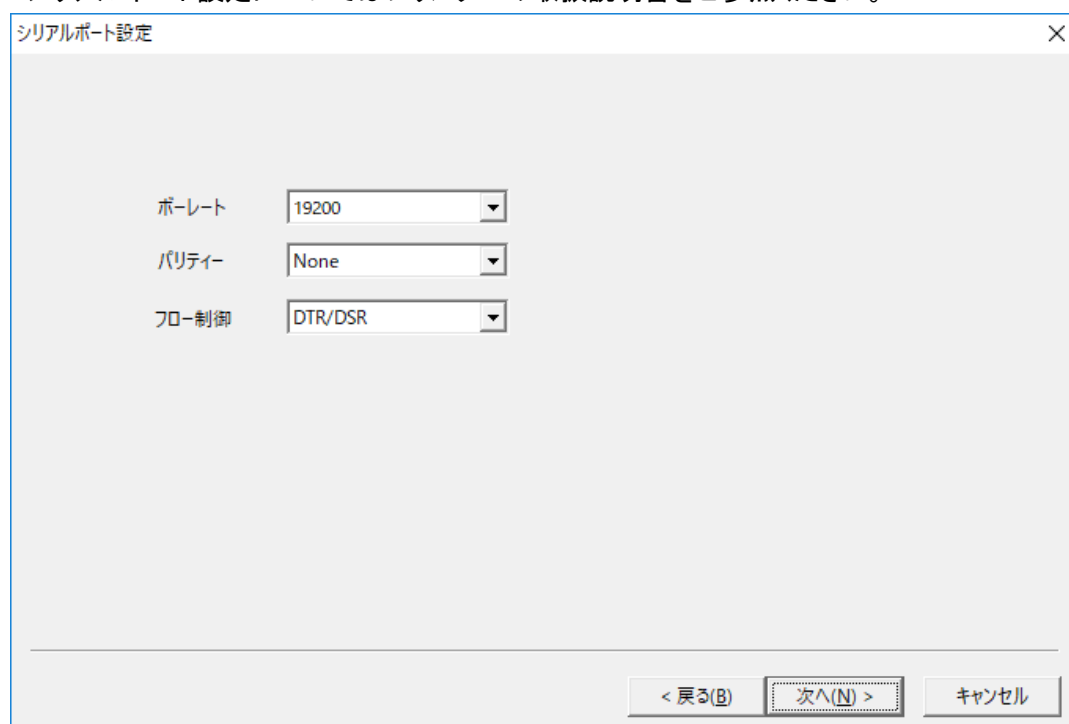 シリアルポート設定
ボーレート 19200
パリティー None
フロー制御 DTR/DSR
< 戻る(B) 次へ(N) > キャンセル